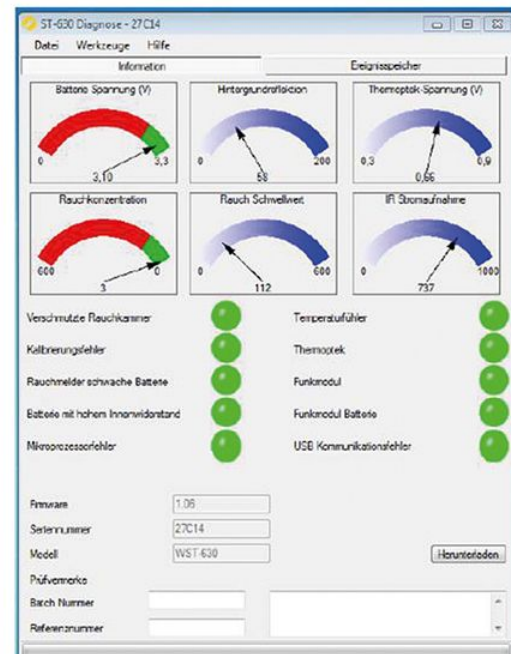 ST-630 Diagnose - 27C14
Datei Werkzeuge Hilfe
Information Ereignisspeicher
Batterie Spannung (V) Hintergrundreflektion Thermoptek-Spannung (V)
0 3,3 0 200 0,3 0,9
3,10 58 0,66
Rauchkonzentration Rauch Schwellwert IR Stromaufnahme
600 0 0 600 0 1000
3 112 737
Verschmutzte Rauchkammer Temperaturfühler
Kalibrierungsfehler Thermoptek
Rauchmelder schwache Batterie Funkmodul
Batterie mit hohem Innenwiderstand Funkmodul Batterie
Mikroprozessorfehler USB Kommunikationsfehler
Firmware 1.06
Seriennummer 27C14
Modell WST-630 Herunterladen
Prüfvermerke
Batch Nummer
Referenznummer